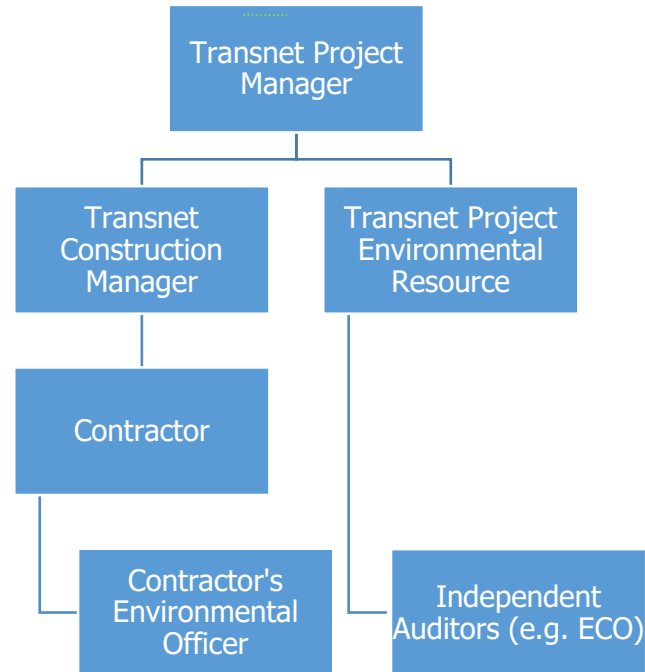 Transnet Project
Manager
Transnet
Construction
Manager
Transnet Project
Environmental
Resource
Contractor
Contractor's
Environmental
Officer
Independent
Auditors (e.g. ECO)